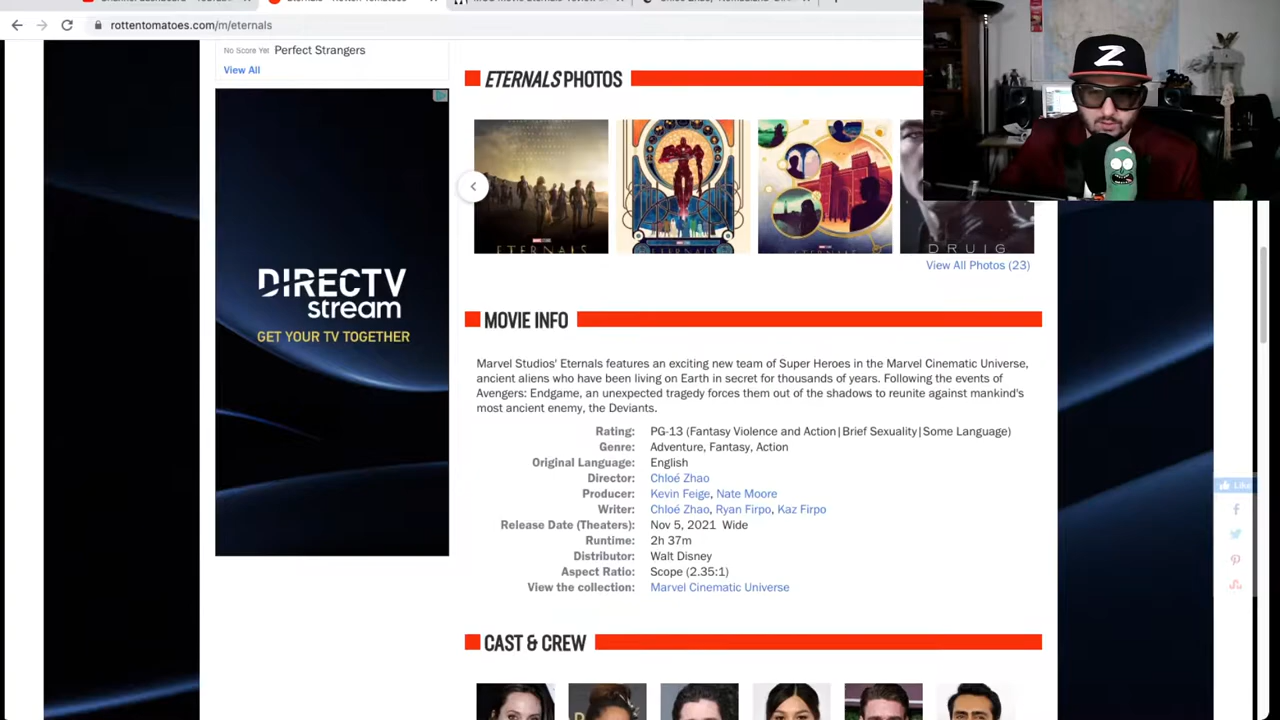 rottentomatoes.com/m/eternals
No Score Yet Perfect Strangers
View All
DIRECTV
stream
GET YOUR TV TOGETHER
ETERNALS PHOTOS
ETERNALS
DRUIG
View All Photos (23)
MOVIE INFO
Marvel Studios' Eternals features an exciting new team of Super Heroes in the Marvel Cinematic Universe,
ancient aliens who have been living on Earth in secret for thousands of years. Following the events of
Avengers: Endgame, an unexpected tragedy forces them out of the shadows to reunite against mankind's
most ancient enemy, the Deviants.
Rating: PG-13 (Fantasy Violence and Action|Brief Sexuality|Some Language)
Genre: Adventure, Fantasy, Action
Original Language: English
Director: Chloé Zhao
Producer: Kevin Feige, Nate Moore
Writer: Chloé Zhao, Ryan Firpo, Kaz Firpo
Release Date (Theaters): Nov 5, 2021 Wide
Runtime: 2h 37m
Distributor: Walt Disney
Aspect Ratio: Scope (2.35:1)
View the collection: Marvel Cinematic Universe
Like
CAST & CREW
Z